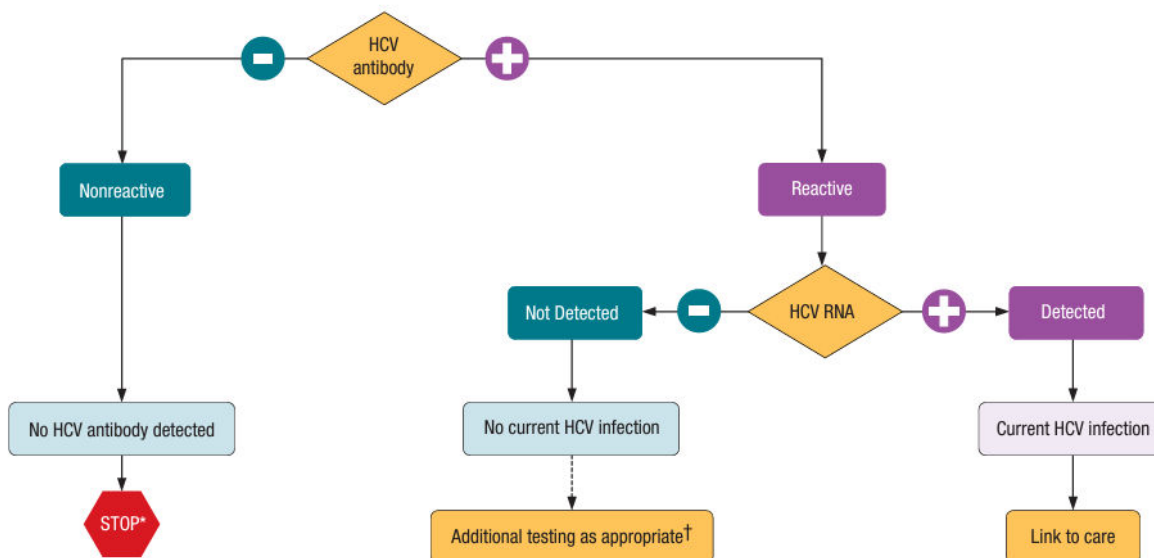 HCV
antibody
Nonreactive
Reactive
Not Detected
HCV RNA
Detected
No HCV antibody detected
No current HCV infection
Current HCV infection
STOP*
Additional testing as appropriate†
Link to care